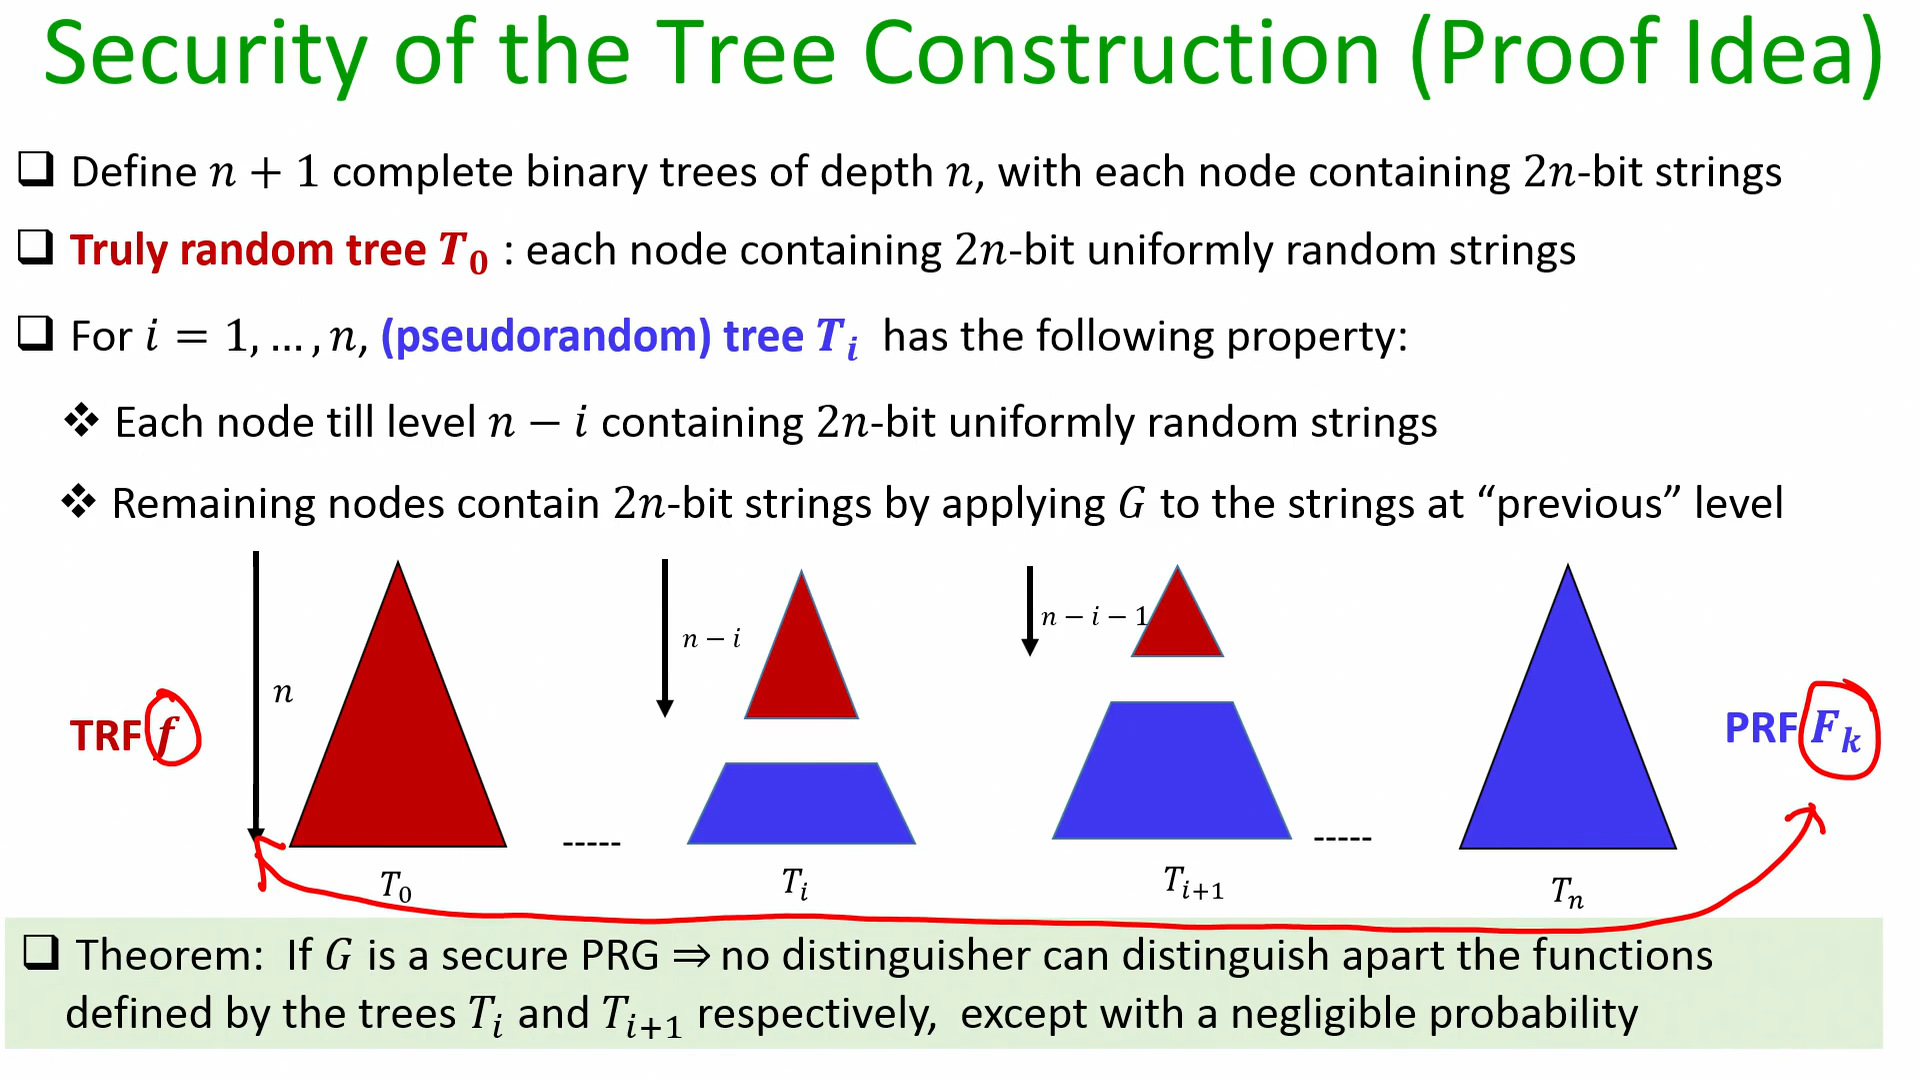 Security of the Tree Construction (Proof Idea)
❑ Define n + 1 complete binary trees of depth n, with each node containing 2n-bit strings
❑ Truly random tree T₀ : each node containing 2n-bit uniformly random strings
❑ For i = 1, … , n, (pseudorandom) tree Tᵢ has the following property:
❖ Each node till level n − i containing 2n-bit uniformly random strings
❖ Remaining nodes contain 2n-bit strings by applying G to the strings at “previous” level
n − i
n − i − 1
n
TRF f
PRF Fₖ
-----
-----
T₀
Tᵢ
Tᵢ₊₁
Tₙ
❑ Theorem: If G is a secure PRG ⇒ no distinguisher can distinguish apart the functions
defined by the trees Tᵢ and Tᵢ₊₁ respectively, except with a negligible probability